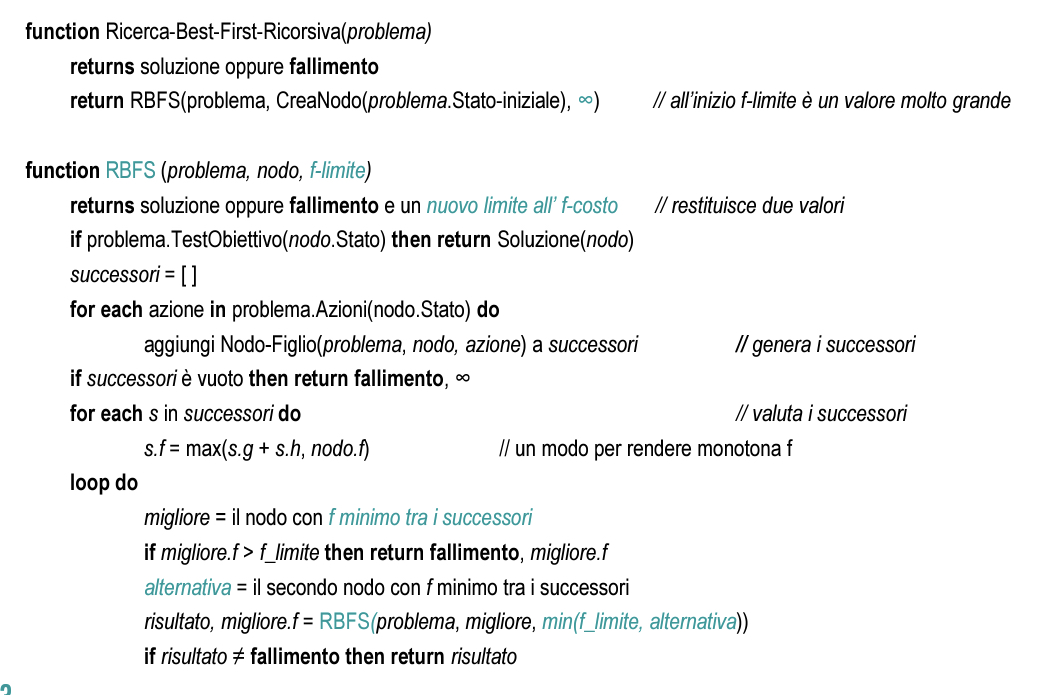 function Ricerca-Best-First-Ricorsiva(problema)
returns soluzione oppure fallimento
return RBFS(problema, CreaNodo(problema.Stato-iniziale), ∞) // all'inizio f-limite è un valore molto grande
function RBFS (problema, nodo, f-limite)
returns soluzione oppure fallimento e un nuovo limite all' f-costo // restituisce due valori
if problema.TestObiettivo(nodo.Stato) then return Soluzione(nodo)
successori = [ ]
for each azione in problema.Azioni(nodo.Stato) do
aggiungi Nodo-Figlio(problema, nodo, azione) a successori // genera i successori
if successori è vuoto then return fallimento, ∞
for each s in successori do // valuta i successori
s.f = max(s.g + s.h, nodo.f) // un modo per rendere monotona f
loop do
migliore = il nodo con f minimo tra i successori
if migliore.f > f_limite then return fallimento, migliore.f
alternativa = il secondo nodo con f minimo tra i successori
risultato, migliore.f = RBFS(problema, migliore, min(f_limite, alternativa))
if risultato ≠ fallimento then return risultato